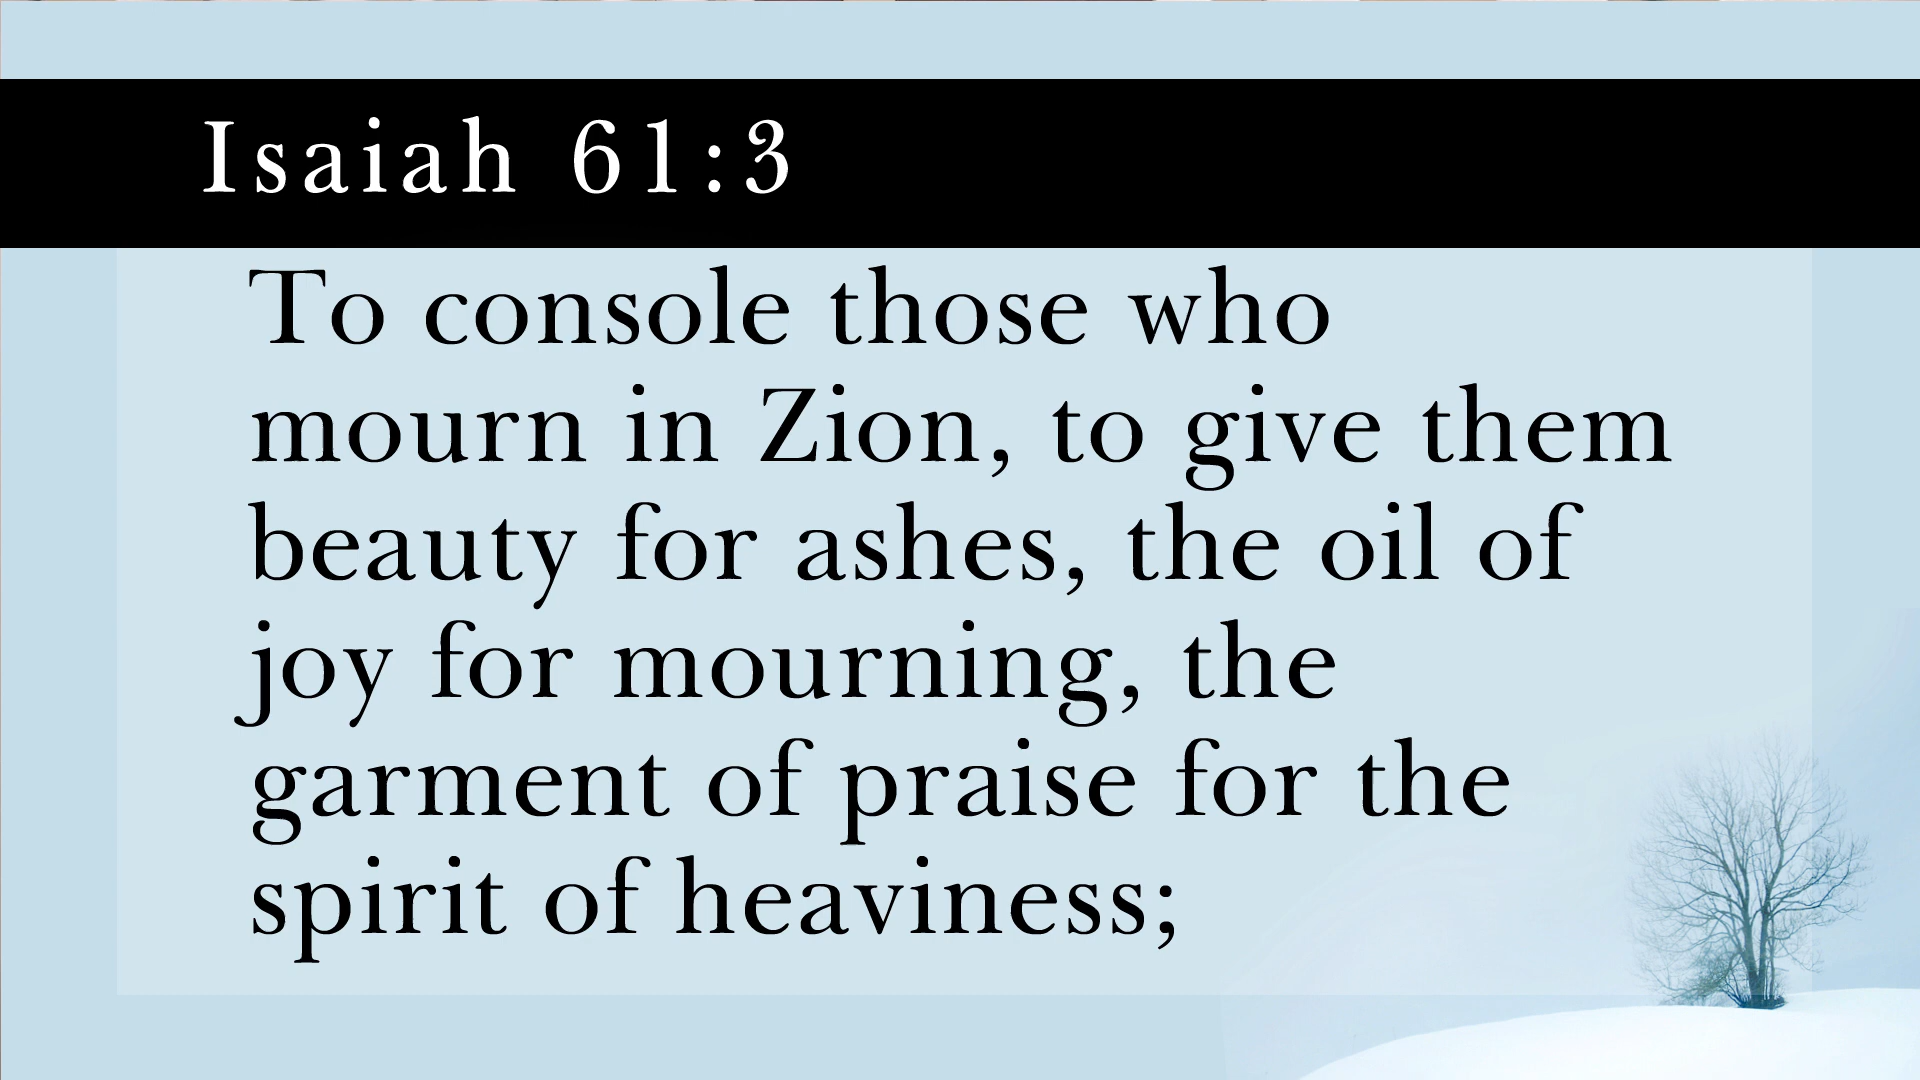 Isaiah 61:3
To console those who
mourn in Zion, to give them
beauty for ashes, the oil of
joy for mourning, the
garment of praise for the
spirit of heaviness;